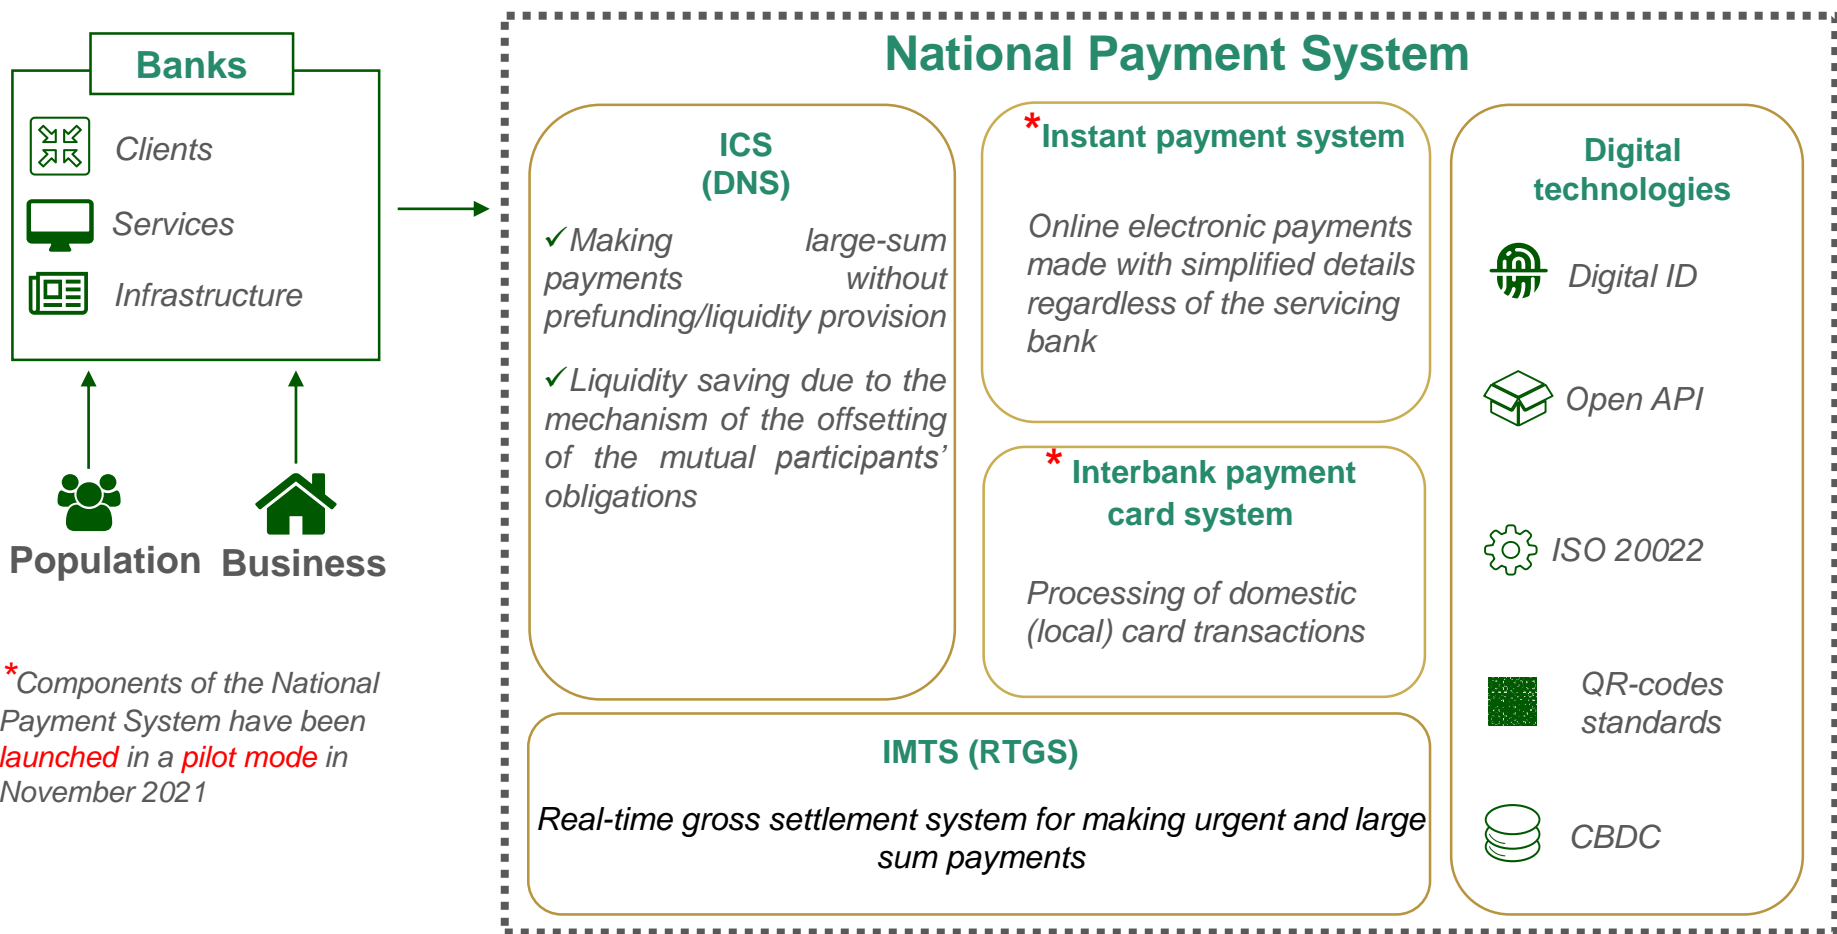 Banks
Clients
Services
Infrastructure
Population
Business
*Components of the National
Payment System have been
launched in a pilot mode in
November 2021
National Payment System
ICS
(DNS)
✓Making large-sum
payments without
prefunding/liquidity provision
✓Liquidity saving due to the
mechanism of the offsetting
of the mutual participants’
obligations
*Instant payment system
Online electronic payments
made with simplified details
regardless of the servicing
bank
* Interbank payment
card system
Processing of domestic
(local) card transactions
IMTS (RTGS)
Real-time gross settlement system for making urgent and large
sum payments
Digital
technologies
Digital ID
Open API
ISO 20022
QR-codes
standards
CBDC